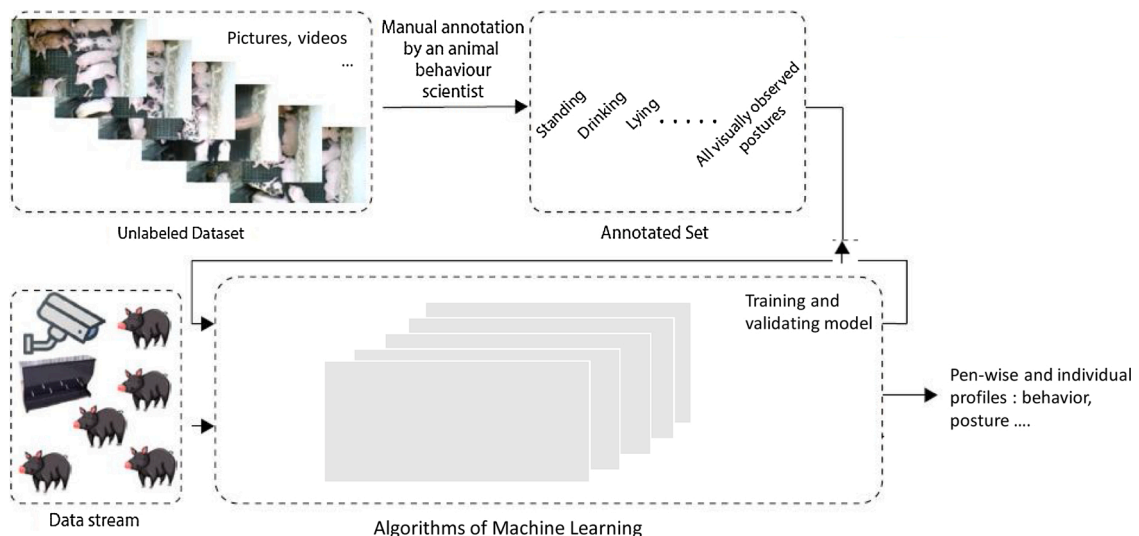 Pictures, videos
...
Manual annotation
by an animal
behaviour
scientist
Standing
Drinking
Lying
. . . . .
All visually observed
postures
Unlabeled Dataset
Annotated Set
Training and
validating model
Pen-wise and individual
profiles : behavior,
posture ....
Data stream
Algorithms of Machine Learning